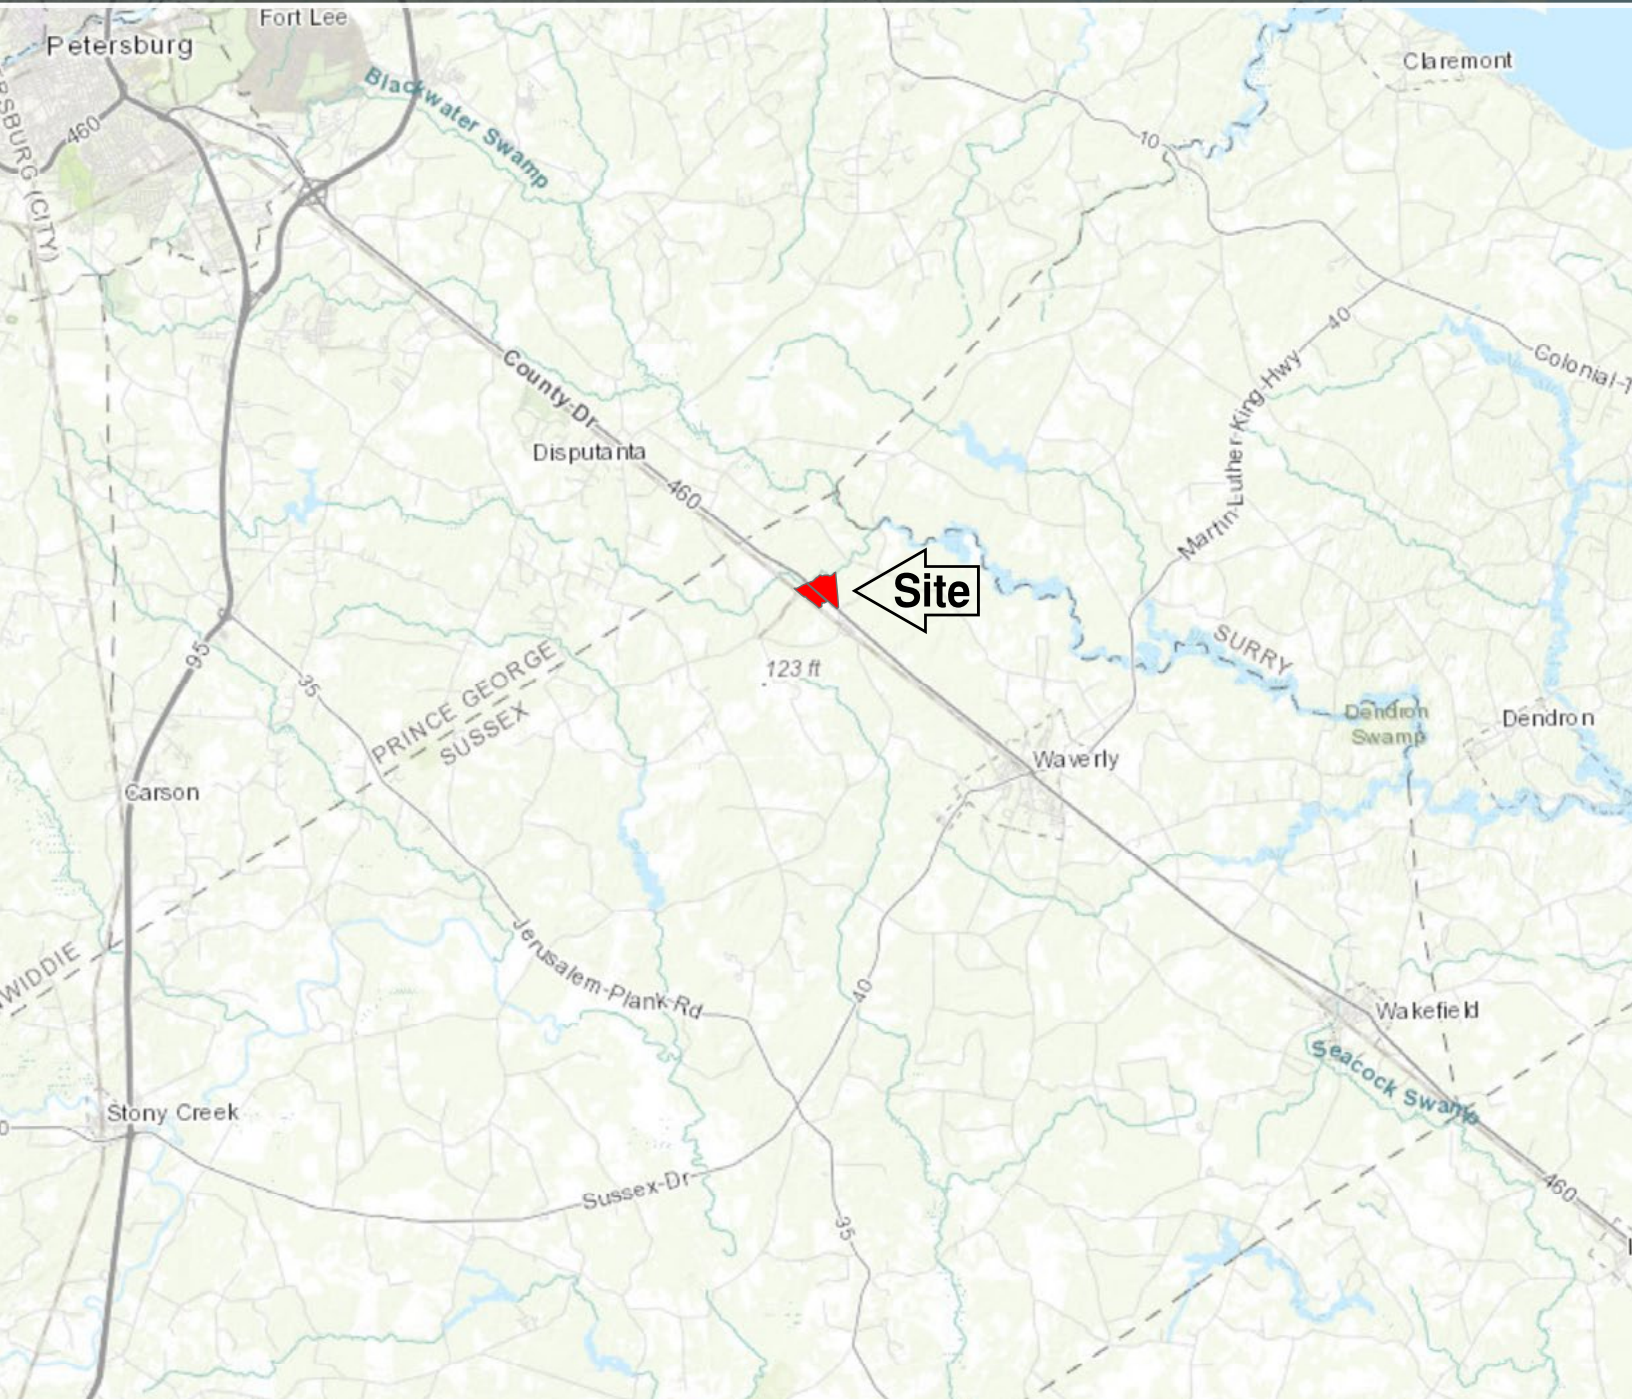 Fort Lee
Petersburg
Claremont
Blackwater Swamp
460
10
(CITY)
40
Colonial-T
County-Dr
Martin-Luther-King-Hwy
Disputanta
460
Site
95
35
SURRY
PRINCE GEORGE
SUSSEX
123 ft
Dendron
Swamp
Dendron
Waverly
Carson
Jerusalem-Plank-Rd
WIDDIE
40
Wakefield
Seacock Swamp
Stony Creek
0
Sussex-Dr
460
35